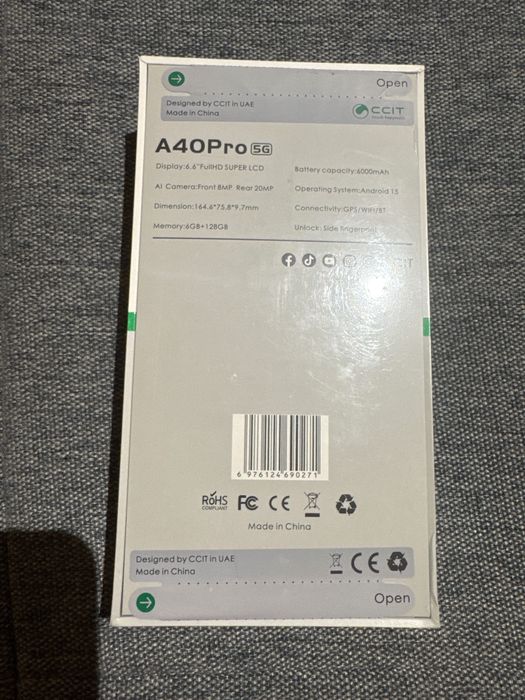 Open
Designed by CCIT in UAE
Made in China
CCIT
A40Pro 5G
Display:6.6"FullHD SUPER LCD
Battery capacity:6000mAh
AI Camera:Front 8MP Rear 20MP
Operating System:Android 15
Dimension:164.6*75.8*9.7mm
Connectivity:GPS/WIFI/BT
Memory:6GB+128GB
Unlock: Side fingerprint
6 976124 690271
RoHS
COMPLIANT
FC CE
Made in China
Designed by CCIT in UAE
Made in China
CE
Open